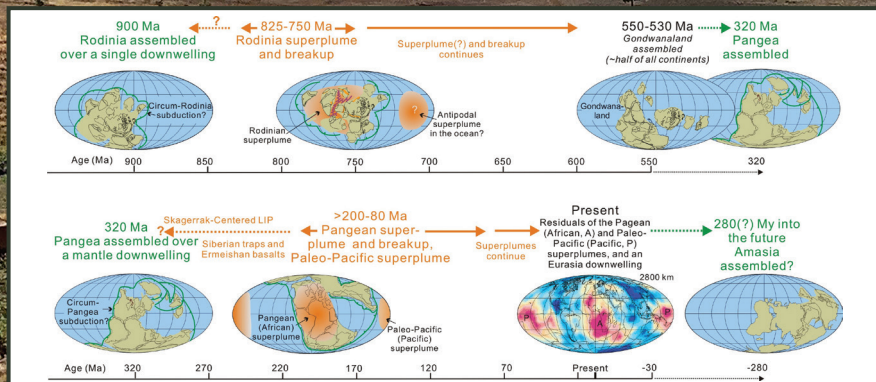 900 Ma
Rodinia assembled
over a single downwelling
?
825-750 Ma
Rodinia superplume
and breakup
Superplume(?) and breakup
continues
550-530 Ma
Gondwanaland
assembled
(~half of all continents)
320 Ma
Pangea
assembled
Circum-Rodinia
subduction?
Rodinian
superplume
?
Antipodal
superplume
in the ocean?
Gondwana-
land
Age (Ma)
900
850
800
750
700
650
600
550
320
320 Ma
Pangea assembled over
a mantle downwelling
Skagerrak-Centered LIP
?
Siberian traps and
Ermeishan basalts
>200-80 Ma
Pangean super-
plume and breakup,
Paleo-Pacific superplume
Superplumes
continue
Present
Residuals of the Pagean
(African, A) and Paleo-
Pacific (Pacific, P)
superplumes, and an
Eurasia downwelling
2800 km
280(?) My into
the future
Amasia
assembled?
Circum-
Pangea
subduction?
Pangean
(African)
superplume
Paleo-Pacific
(Pacific)
superplume
P
A
P
Age (Ma)
320
270
220
170
120
70
Present
-30
-280